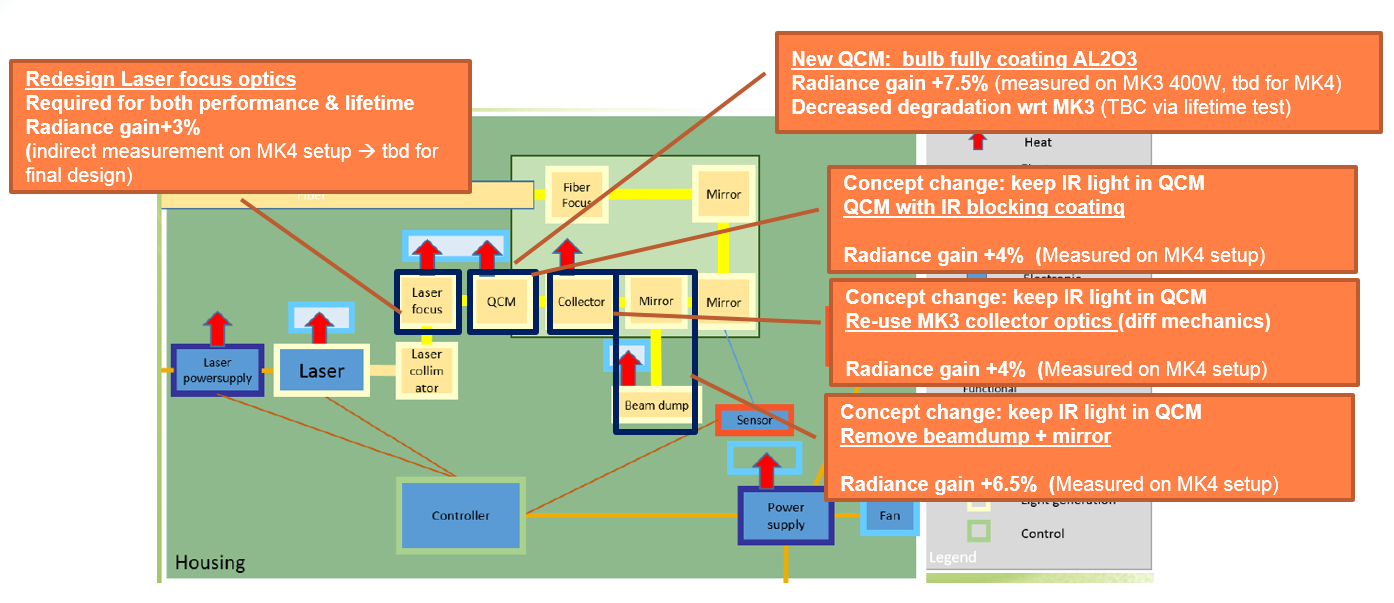 New QCM:  bulb fully coating AL2O3
Radiance gain +7.5% (measured on MK3 400W, tbd for MK4)
Decreased degradation wrt MK3 (TBC via lifetime test)
Redesign Laser focus optics
Required for both performance & lifetime
Radiance gain+3%
(indirect measurement on MK4 setup → tbd for
final design)
Heat
Concept change: keep IR light in QCM
QCM with IR blocking coating
Radiance gain +4%  (Measured on MK4 setup)
Fiber
Focus
Mirror
Laser
focus
QCM
Collector
Mirror
Mirror
Concept change: keep IR light in QCM
Re-use MK3 collector optics (diff mechanics)
Radiance gain +4%  (Measured on MK4 setup)
Laser
powersupply
Laser
Laser
collim
ator
Functional
Beam dump
Sensor
Concept change: keep IR light in QCM
Remove beamdump + mirror
Radiance gain +6.5%  (Measured on MK4 setup)
Controller
Power
supply
Fan
Light generation
Control
Legend
Housing